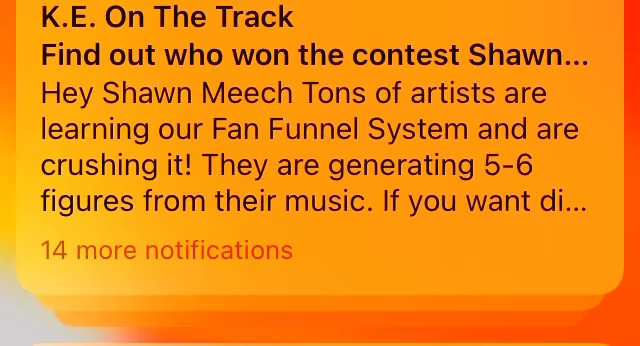 K.E. On The Track
Find out who won the contest Shawn...
Hey Shawn Meech Tons of artists are
learning our Fan Funnel System and are
crushing it! They are generating 5-6
figures from their music. If you want di...
14 more notifications